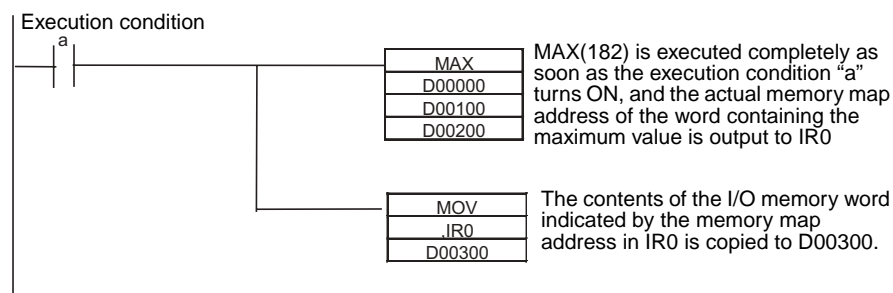 Execution condition
a
MAX
D00000
D00100
D00200
MAX(182) is executed completely as
soon as the execution condition “a”
turns ON, and the actual memory map
address of the word containing the
maximum value is output to IR0
MOV
,IR0
D00300
The contents of the I/O memory word
indicated by the memory map
address in IR0 is copied to D00300.